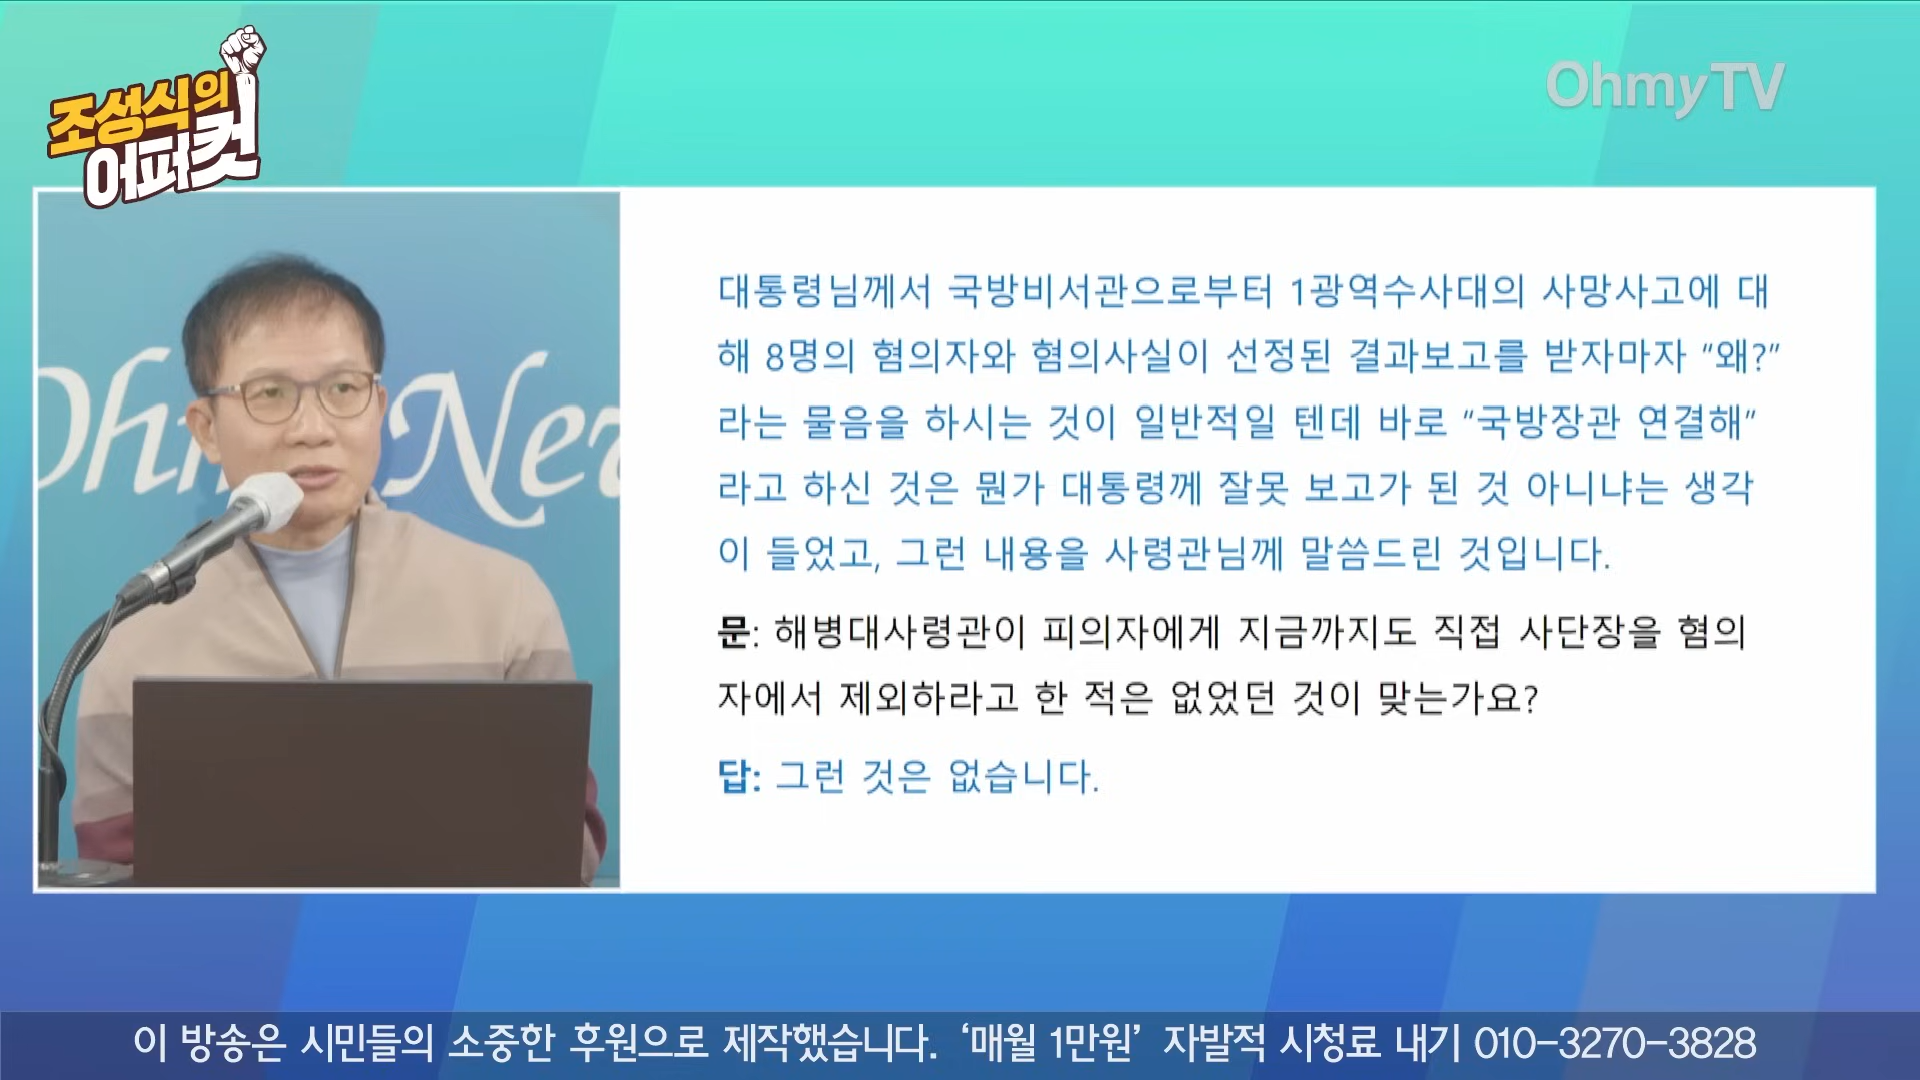 조성식의
어퍼컷
OhmyTV
대통령님께서 국방비서관으로부터 1광역수사대의 사망사고에 대
해 8명의 혐의자와 혐의사실이 선정된 결과보고를 받자마자 “왜?”
라는 물음을 하시는 것이 일반적일 텐데 바로 “국방장관 연결해”
라고 하신 것은 뭔가 대통령께 잘못 보고가 된 것 아니냐는 생각
이 들었고, 그런 내용을 사령관님께 말씀드린 것입니다.
문: 해병대사령관이 피의자에게 지금까지도 직접 사단장을 혐의
자에서 제외하라고 한 적은 없었던 것이 맞는가요?
답: 그런 것은 없습니다.
이 방송은 시민들의 소중한 후원으로 제작했습니다. ‘매월 1만원’ 자발적 시청료 내기 010-3270-3828